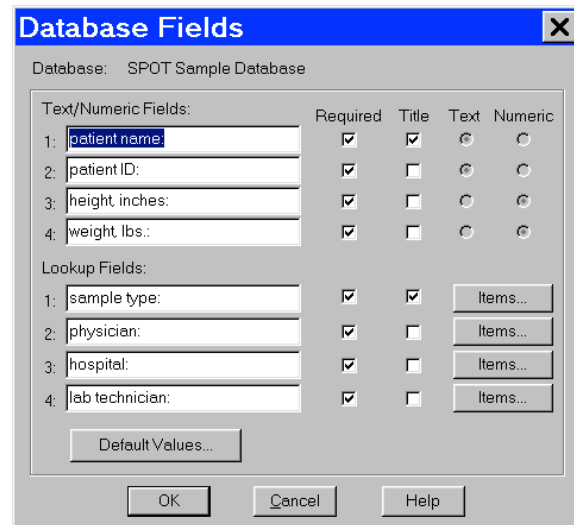 Database Fields
Database: SPOT Sample Database
Text/Numeric Fields: Required Title Text Numeric
1: patient name:
2: patient ID:
3: height, inches:
4: weight, lbs.:
Lookup Fields:
1: sample type: Items...
2: physician: Items...
3: hospital: Items...
4: lab technician: Items...
Default Values...
OK Cancel Help